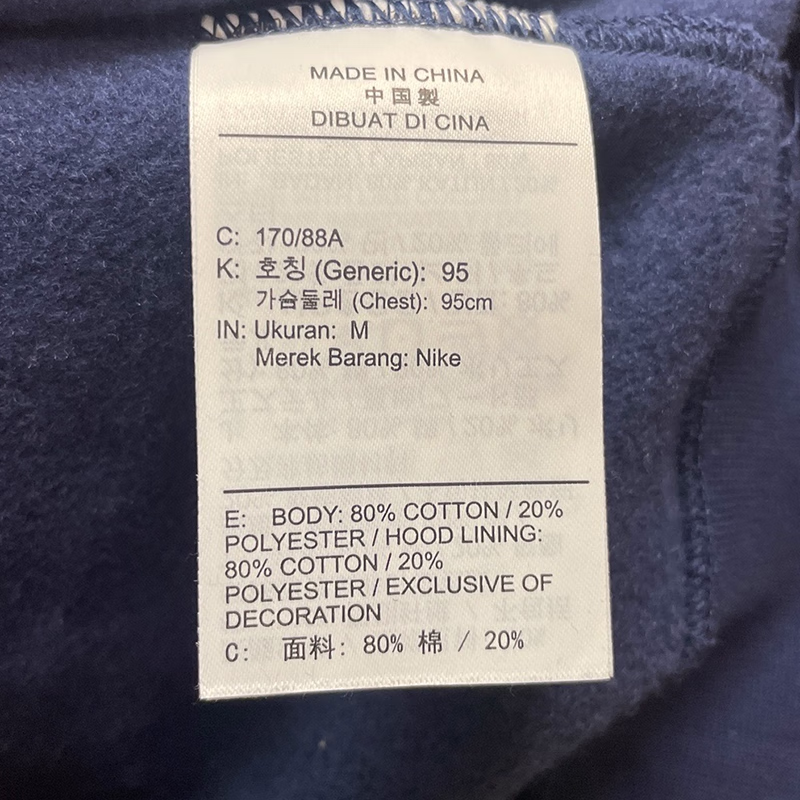 MADE IN CHINA
中国製
DIBUAT DI CINA
C: 170/88A
K: 호칭 (Generic): 95
가슴둘레 (Chest): 95cm
IN: Ukuran: M
Merek Barang: Nike
E: BODY: 80% COTTON / 20%
POLYESTER / HOOD LINING:
80% COTTON / 20%
POLYESTER / EXCLUSIVE OF
DECORATION
C: 面料: 80% 棉 / 20%